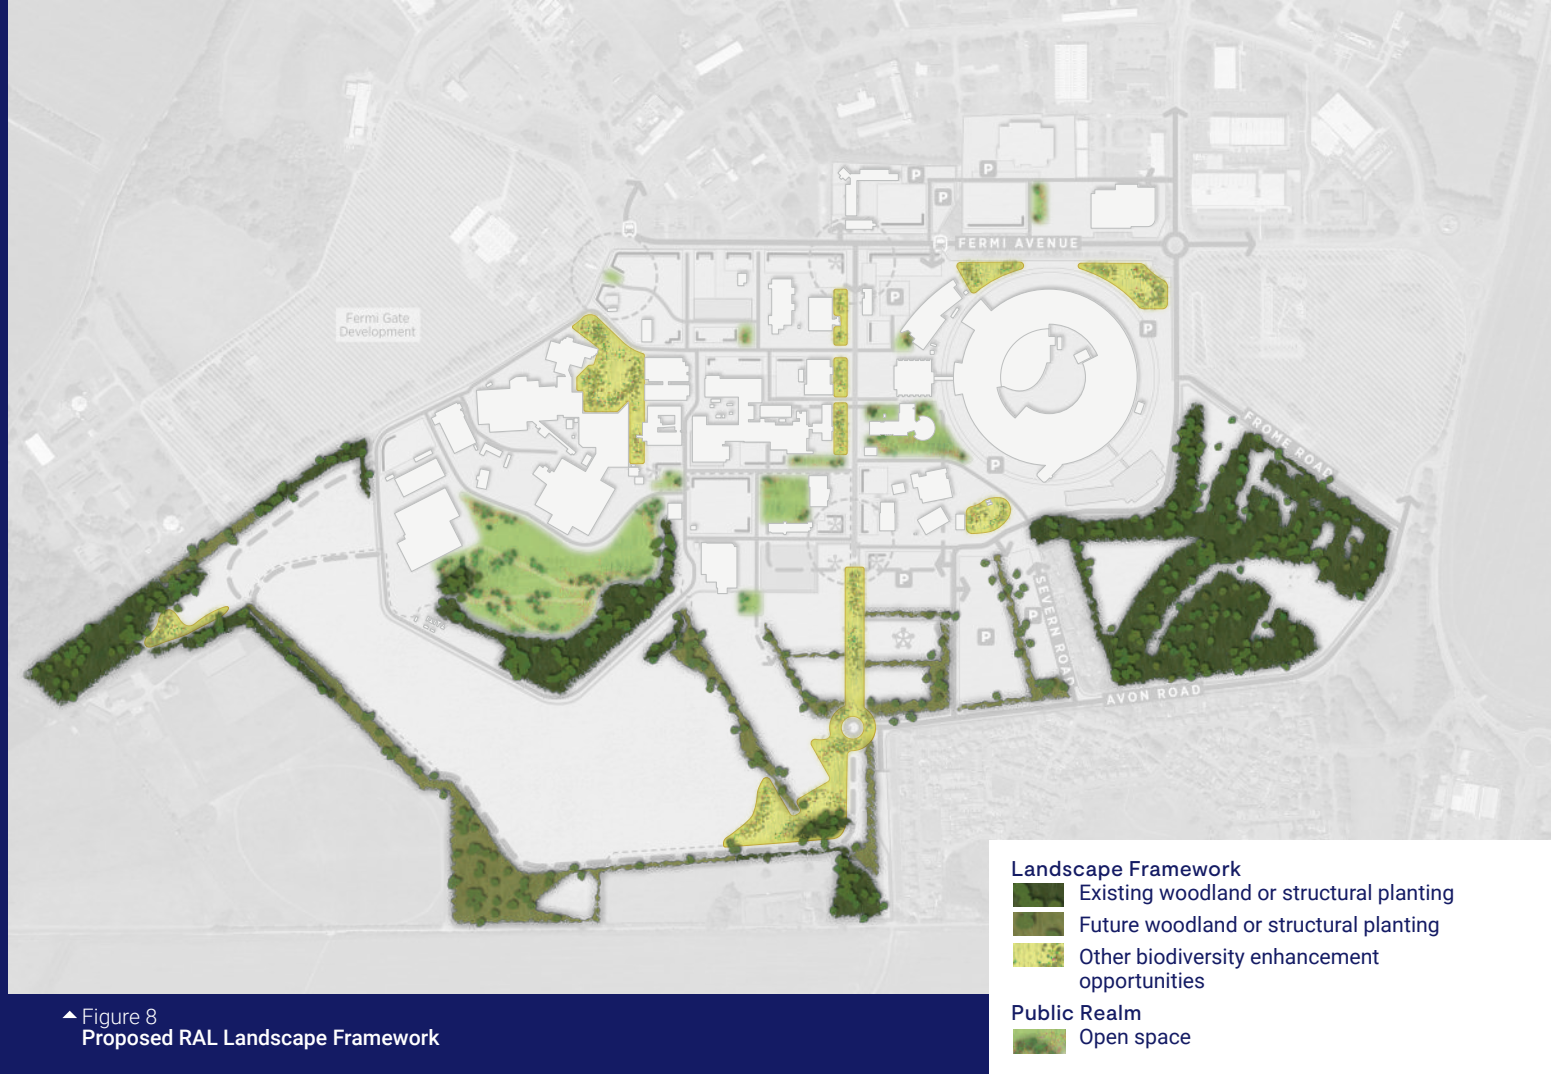 P
P
P
FERMI AVENUE
P
Fermi Gate
Development
P
FROME ROAD
P
P
P
SEVERN ROAD
P
AVON ROAD
Landscape Framework
Existing woodland or structural planting
Future woodland or structural planting
Other biodiversity enhancement
opportunities
Public Realm
Open space
Figure 8
Proposed RAL Landscape Framework